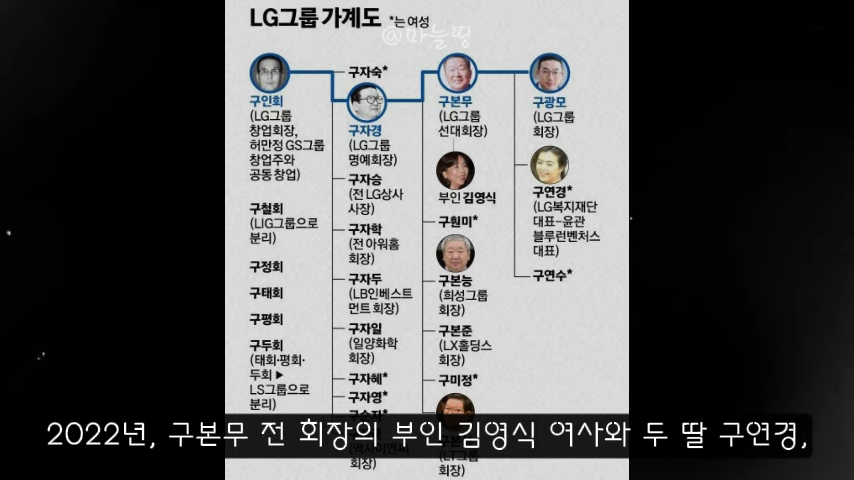 LG그룹 가계도 *는 여성
@마늘띵
구인회
(LG그룹
창업회장,
허만정 GS그룹
창업주와
공동 창업)
구철회
(LIG그룹으로
분리)
구정회
구태회
구평회
구두회
(태회·평회·
두회▶
LS그룹으로
분리)
구자숙*
구자경
(LG그룹
명예회장)
구자승
(전 LG상사
사장)
구자학
(전 아워홈
회장)
구자두
(LB인베스트
먼트 회장)
구자일
(일양화학
회장)
구자혜*
구자영*
회장)
구본무
(LG그룹
선대회장)
부인 김영식
구훤미*
구본능
(희성그룹
회장)
구본준
(LX홀딩스
회장)
구미정*
회장)
구광모
(LG그룹
회장)
구연경*
(LG복지재단
대표-윤관
블루런벤처스
대표)
구연수*
2022년, 구본무 전 회장의 부인 김영식 여사와 두 딸 구연경,